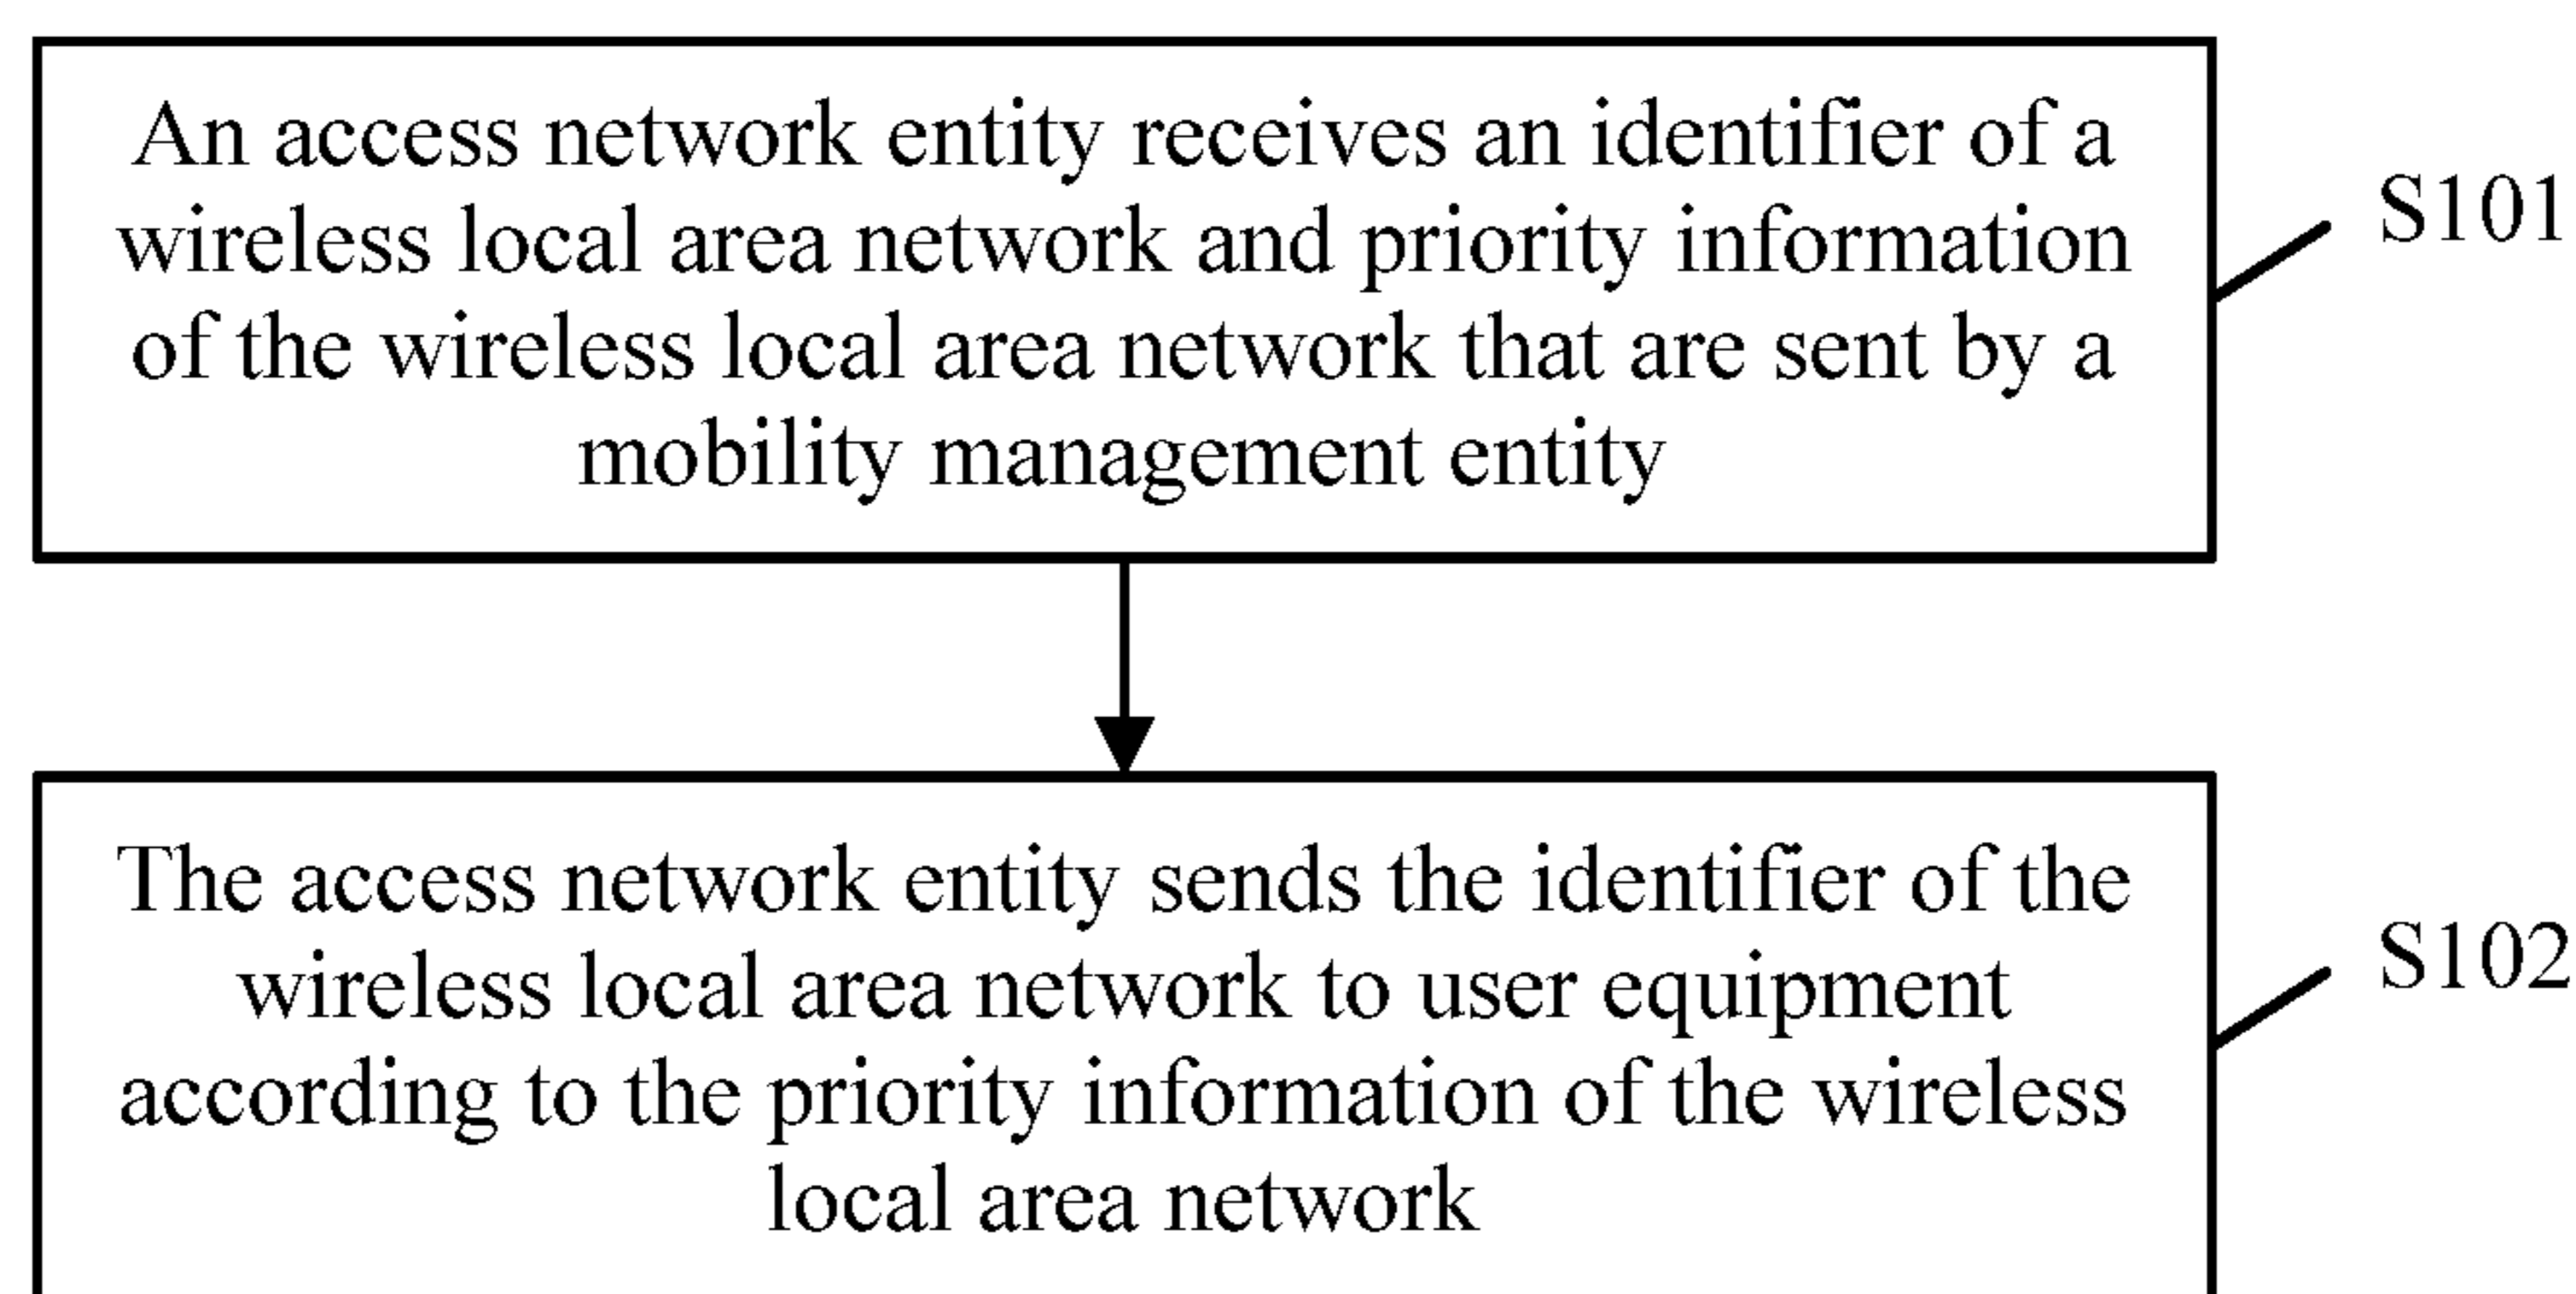 An access network entity receives an identifier of a
wireless local area network and priority information
of the wireless local area network that are sent by a
mobility management entity
S101
The access network entity sends the identifier of the
wireless local area network to user equipment
according to the priority information of the wireless
local area network
S102